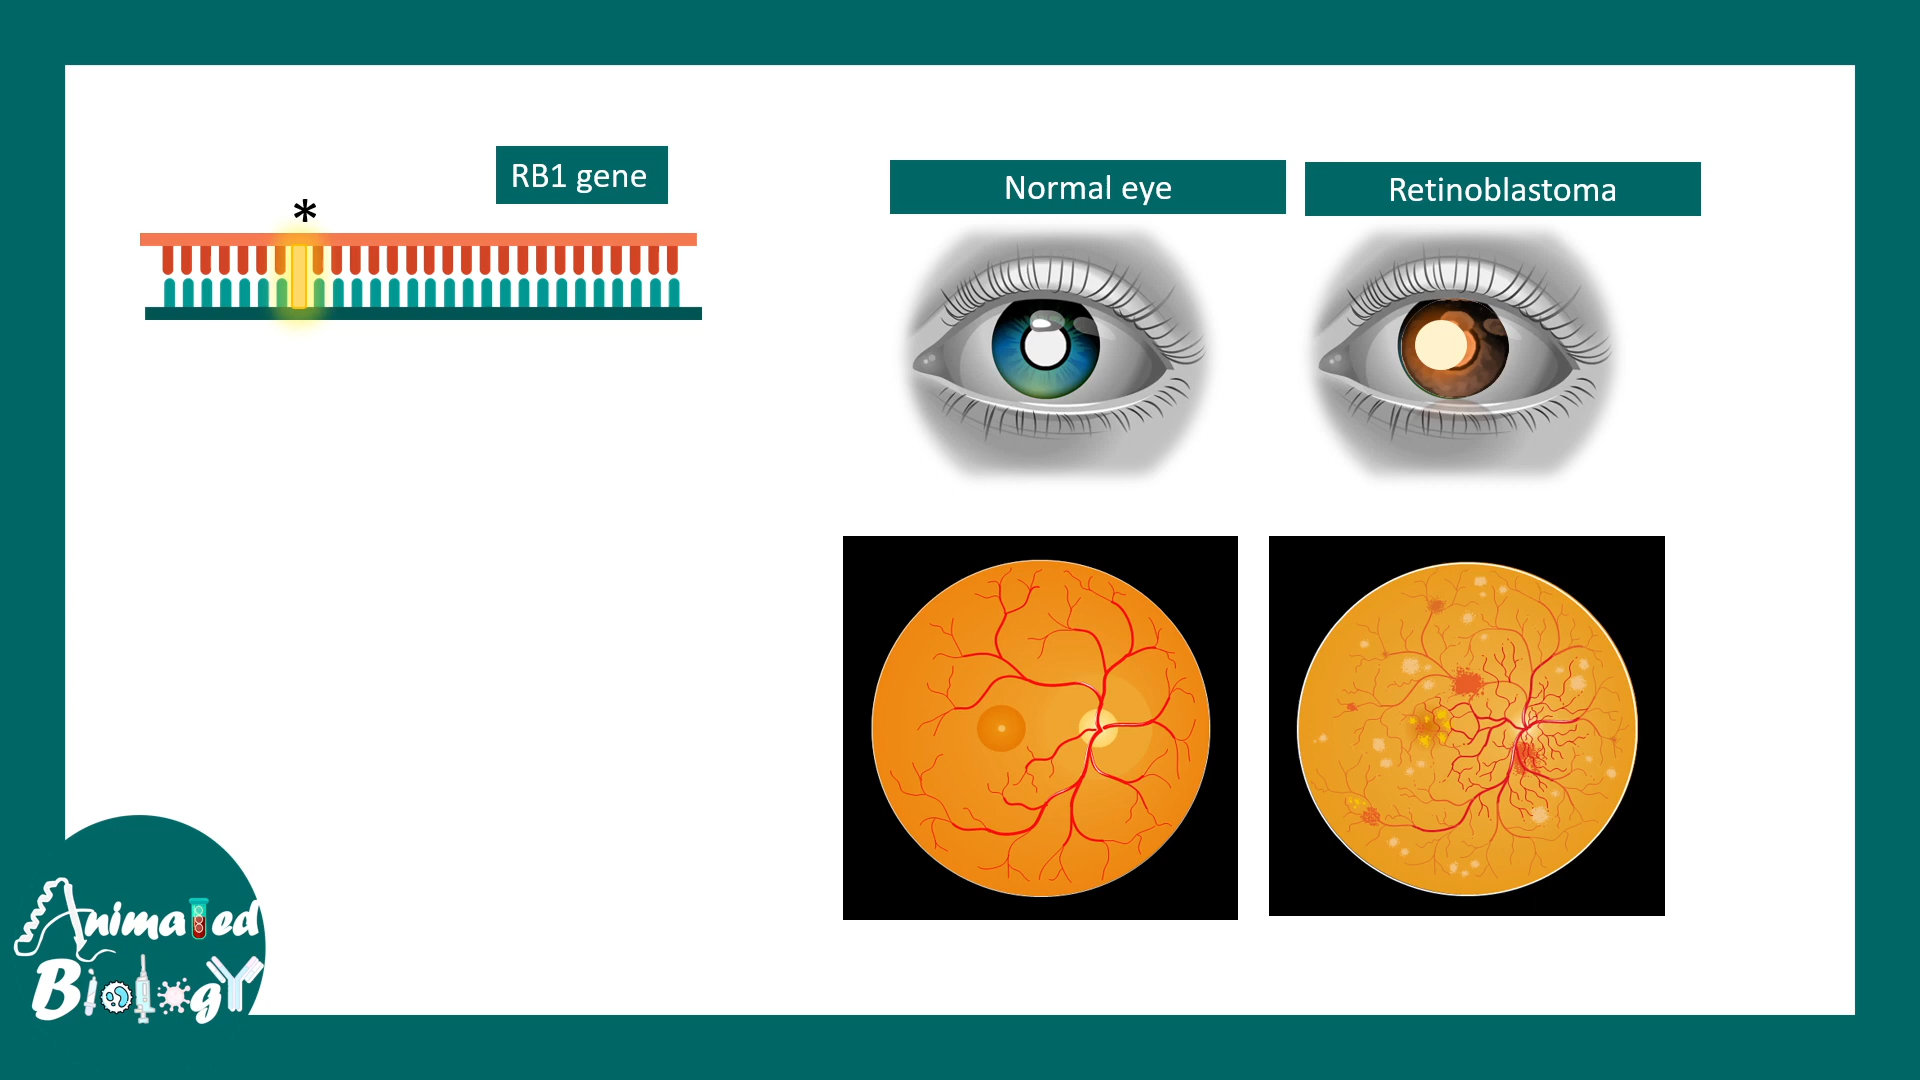 RB1 gene
*
Normal eye
Retinoblastoma
Animated
Biology